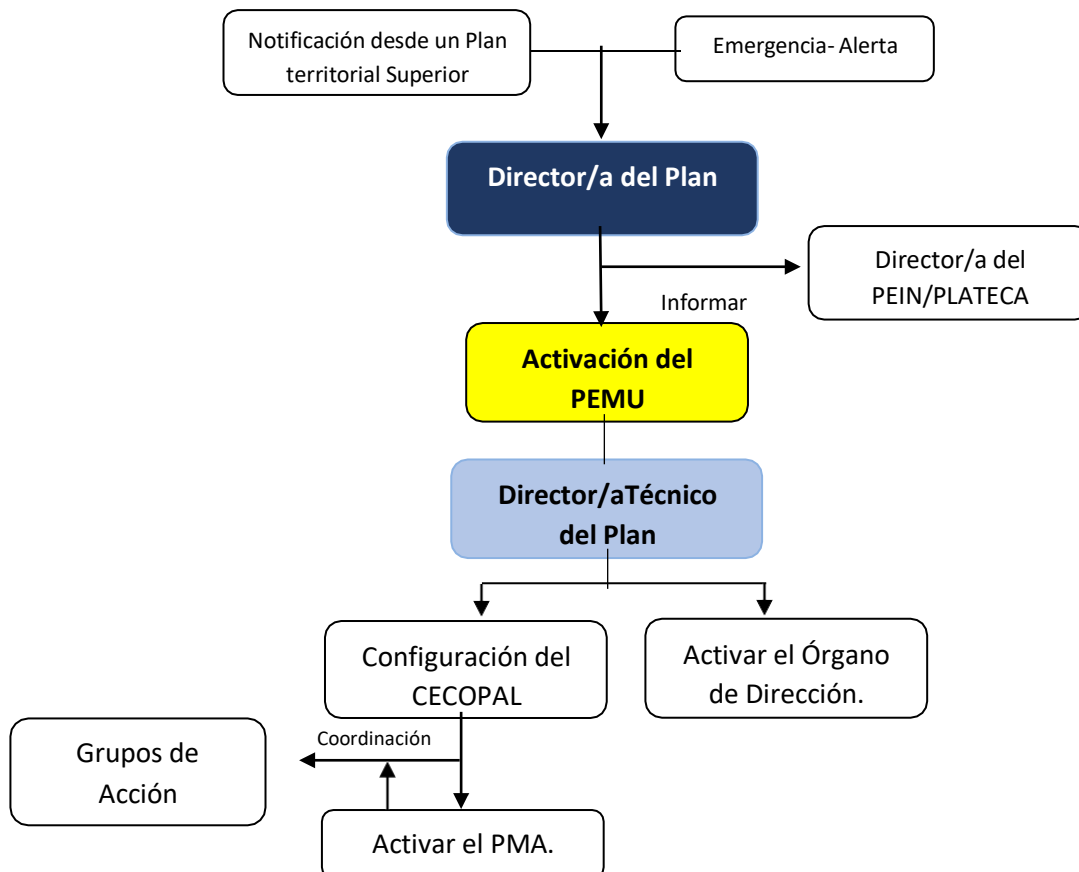 Notificación desde un Plan
territorial Superior
Emergencia- Alerta
Director/a del Plan
Director/a del
PEIN/PLATECA
Informar
Activación del
PEMU
Director/aTécnico
del Plan
Configuración del
CECOPAL
Activar el Órgano
de Dirección.
Coordinación
Grupos de
Acción
Activar el PMA.